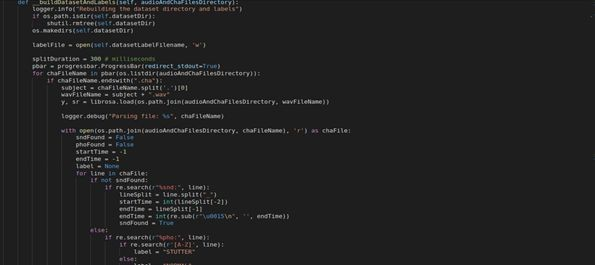 def __buildDatasetAndLabels(self, audioAndChaFilesDirectory):
logger.info("Rebuilding the dataset directory and labels")
if os.path.isdir(self.datasetDir):
shutil.rmtree(self.datasetDir)
os.makedirs(self.datasetDir)
labelFile = open(self.datasetLabelFilename, 'w')
splitDuration = 300 # milliseconds
pbar = progressbar.ProgressBar(redirect_stdout=True)
for chaFileName in pbar(os.listdir(audioAndChaFilesDirectory)):
if chaFileName.endswith(".cha"):
subject = chaFileName.split('.')[0]
wavFileName = subject + ".wav"
y, sr = librosa.load(os.path.join(audioAndChaFilesDirectory, wavFileName))
logger.debug("Parsing file: %s", chaFileName)
with open(os.path.join(audioAndChaFilesDirectory, chaFileName), 'r') as chaFile:
sndFound = False
phoFound = False
startTime = -1
endTime = -1
label = None
for line in chaFile:
if not sndFound:
if re.search(r"%snd:", line):
lineSplit = line.split("_")
startTime = int(lineSplit[-2])
endTime = lineSplit[-1]
endTime = int(re.sub(r"\u0015\n", '', endTime))
sndFound = True
else:
if re.search(r"%pho:", line):
if re.search(r'[A-Z]', line):
label = "STUTTER"
else: